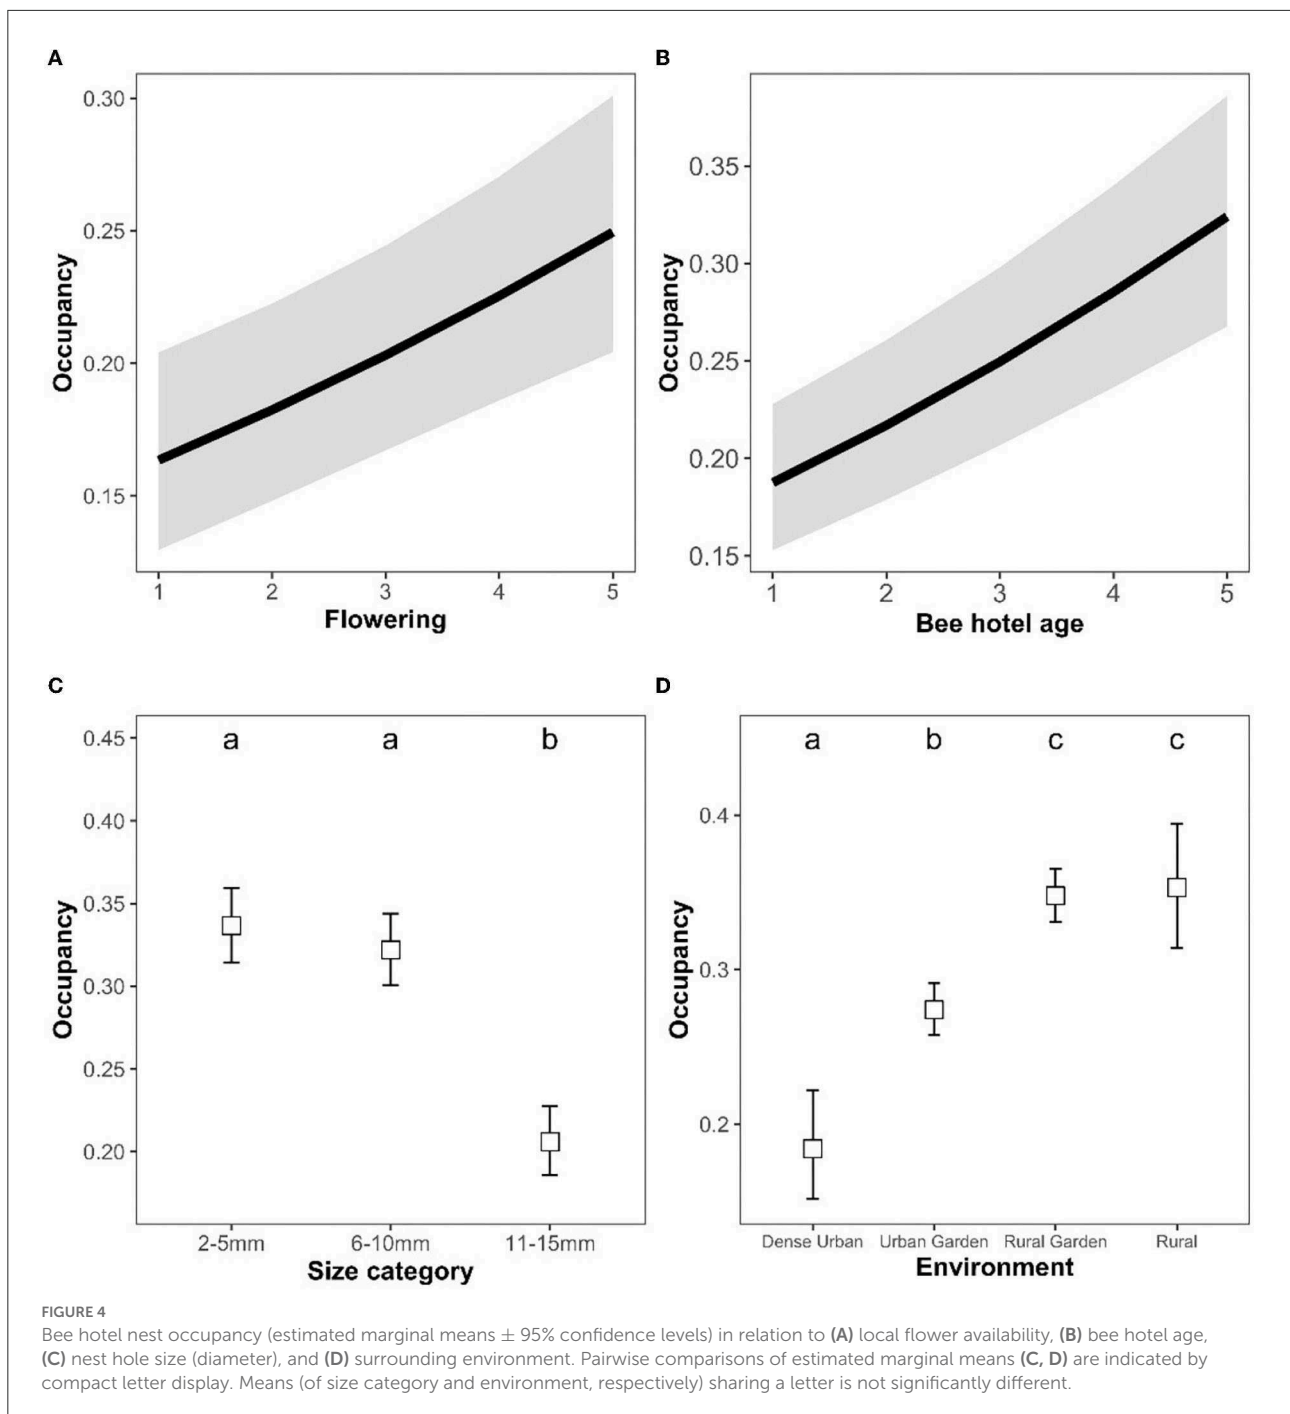 A
B
0.30
0.25
0.20
0.15
Occupancy
1 2 3 4 5
Flowering
0.35
0.30
0.25
0.20
0.15
Occupancy
1 2 3 4 5
Bee hotel age
C
D
a a b
0.45
0.40
0.35
0.30
0.25
0.20
Occupancy
2-5mm 6-10mm 11-15mm
Size category
a b c c
0.4
0.3
0.2
Occupancy
Dense Urban Urban Garden Rural Garden Rural
Environment
FIGURE 4
Bee hotel nest occupancy (estimated marginal means ± 95% confidence levels) in relation to (A) local flower availability, (B) bee hotel age,
(C) nest hole size (diameter), and (D) surrounding environment. Pairwise comparisons of estimated marginal means (C, D) are indicated by
compact letter display. Means (of size category and environment, respectively) sharing a letter is not significantly different.